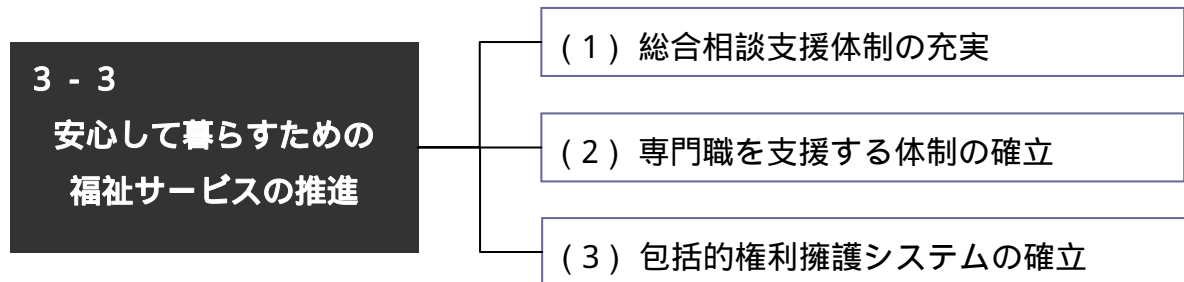 3 - 3
安心して暮らすための
福祉サービスの推進
(1) 総合相談支援体制の充実
(2) 専門職を支援する体制の確立
(3) 包括的権利擁護システムの確立